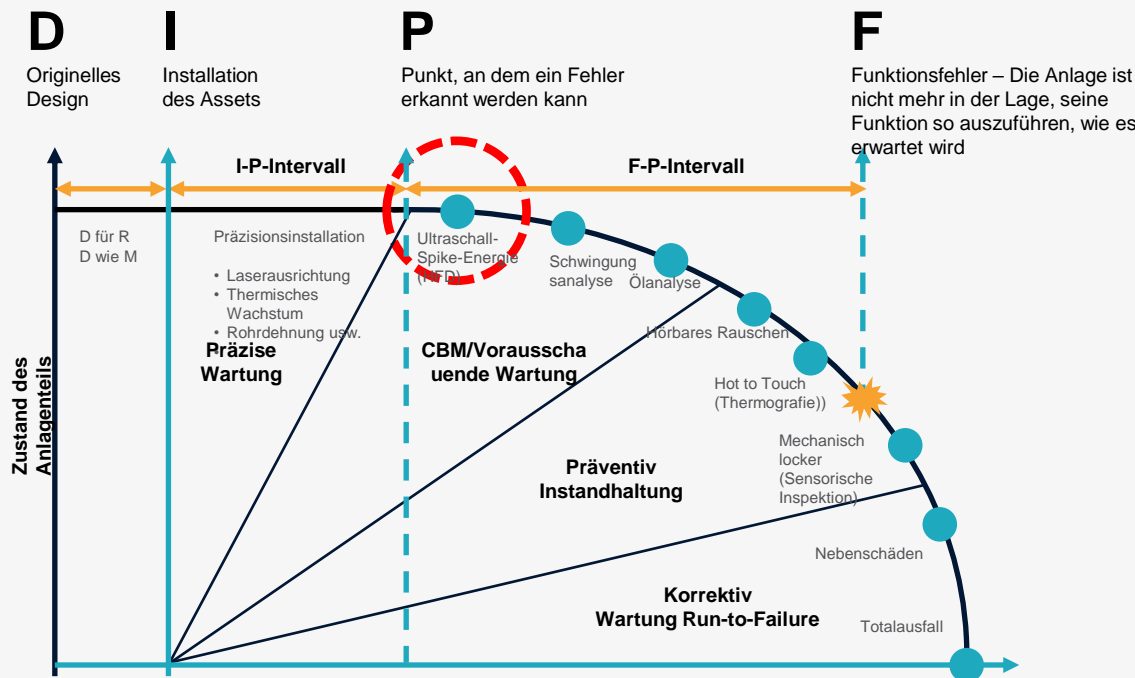 D
Originelles
Design
I
Installation
des Assets
P
Punkt, an dem ein Fehler
erkannt werden kann
F
Funktionsfehler – Die Anlage ist
nicht mehr in der Lage, seine
Funktion so auszuführen, wie es
erwartet wird
I-P-Intervall
F-P-Intervall
D für R
D wie M
Präzisionsinstallation
• Laserausrichtung
• Thermisches
Wachstum
• Rohrdehnung usw.
Ultraschall-
Spike-Energie
(HFD)
Schwingung
sanalyse
Ölanalyse
Hörbares Rauschen
Hot to Touch
(Thermografie))
Mechanisch
locker
(Sensorische
Inspektion)
Nebenschäden
Totalausfall
Präzise
Wartung
CBM/Vorausscha
uende Wartung
Präventiv
Instandhaltung
Korrektiv
Wartung Run-to-Failure
Zustand des
Anlagenteils